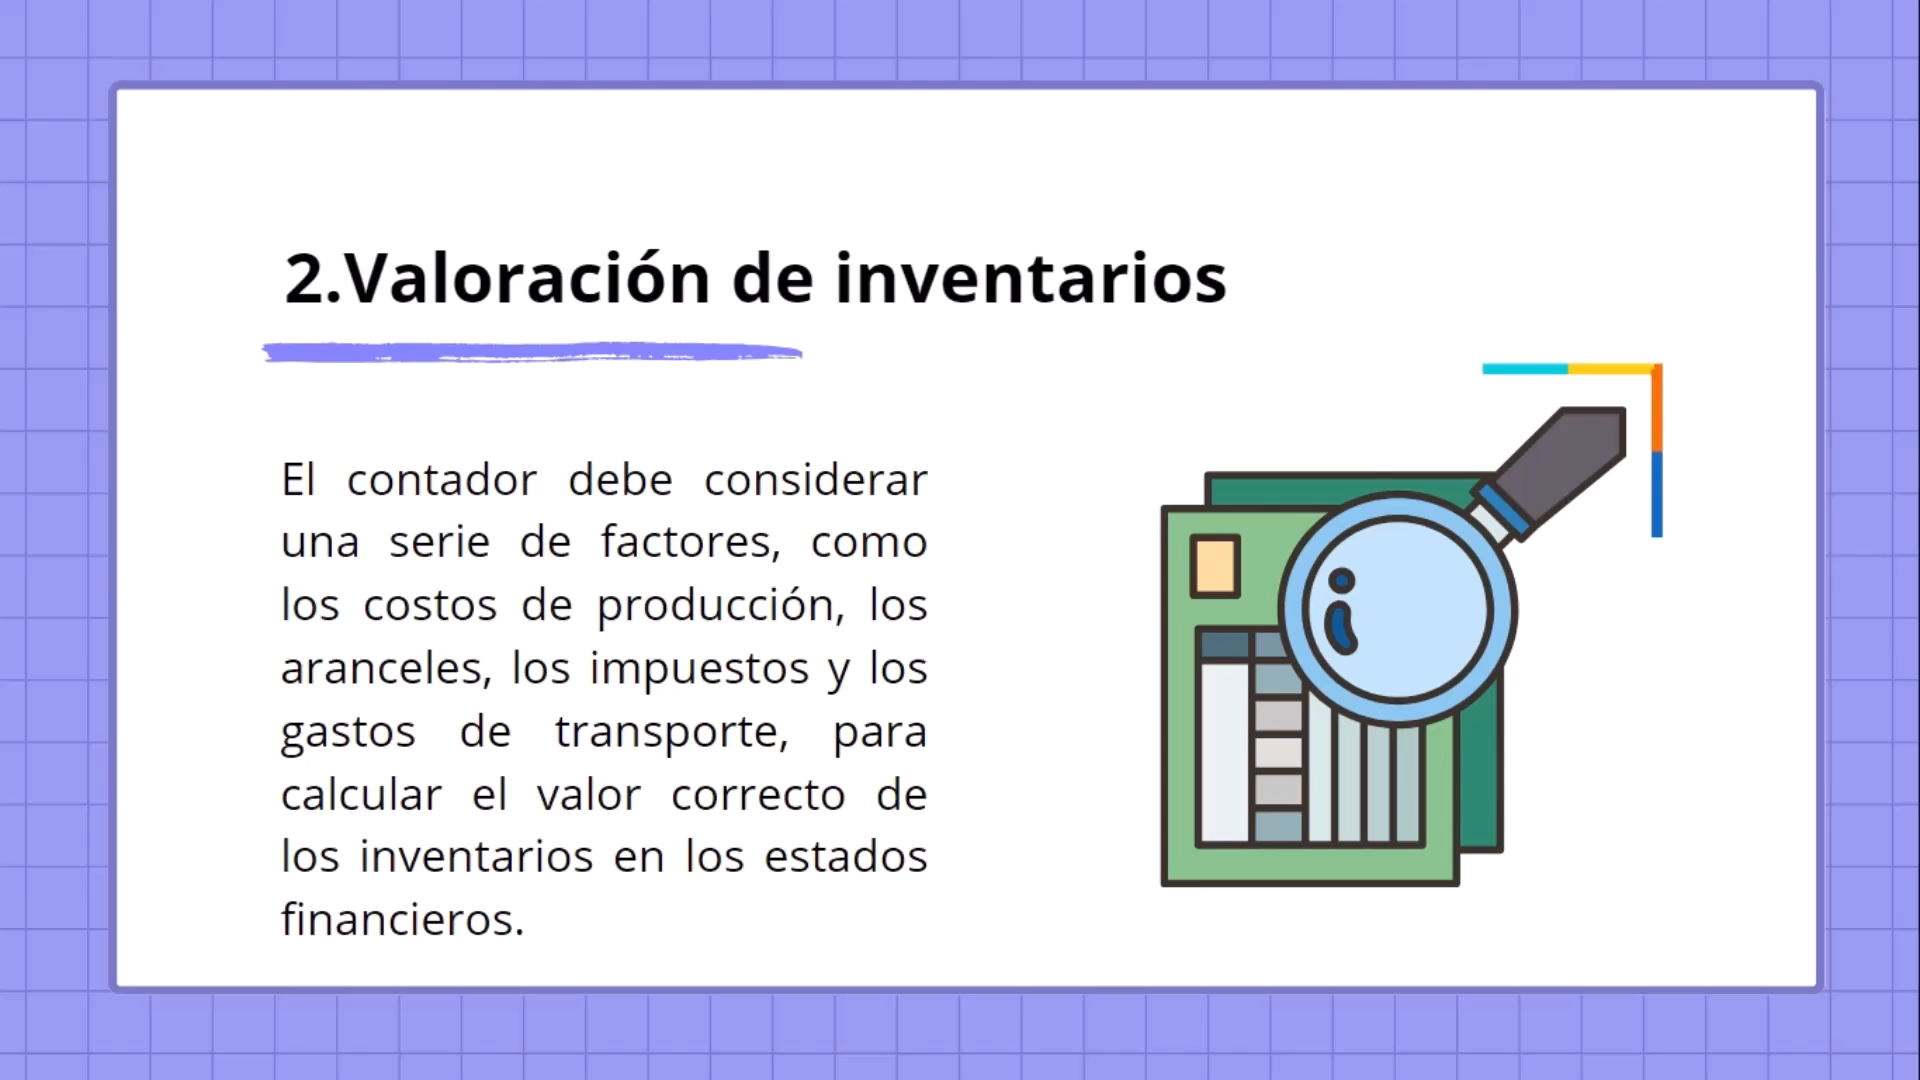 2.Valoración de inventarios
El contador debe considerar
una serie de factores, como
los costos de producción, los
aranceles, los impuestos y los
gastos de transporte, para
calcular el valor correcto de
los inventarios en los estados
financieros.